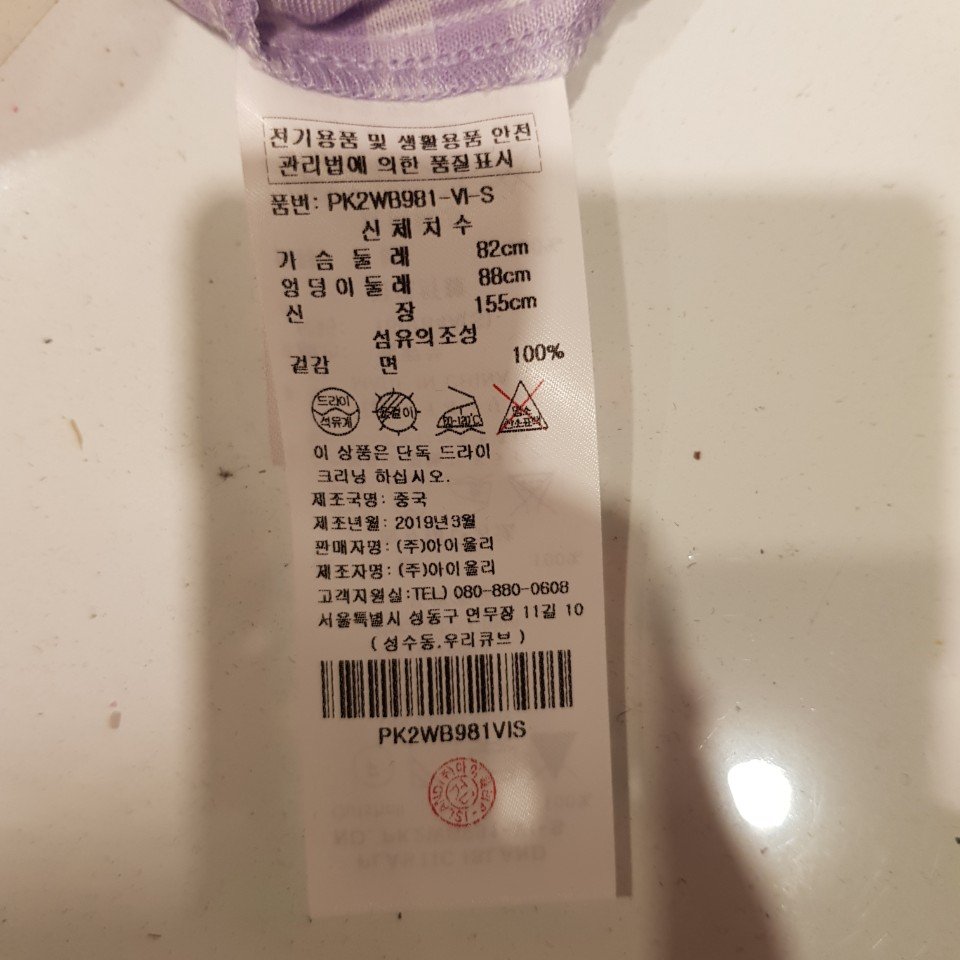 전기용품 및 생활용품 안전
관리법에 의한 품질표시
품번: PK2WB981-VI-S
신체치수
가슴둘레 82cm
엉덩이둘레 88cm
신장 155cm
섬유의조성
겉감 면 100%
드라이
석유계
이 상품은 단독 드라이
크리닝 하십시오.
제조국명: 중국
제조년월: 2019년3월
판매자명: (주)아이올리
제조자명: (주)아이올리
고객지원실:TEL) 080-880-0608
서울특별시 성동구 연무장 11길 10
( 성수동,우리큐브 )
PK2WB981VIS